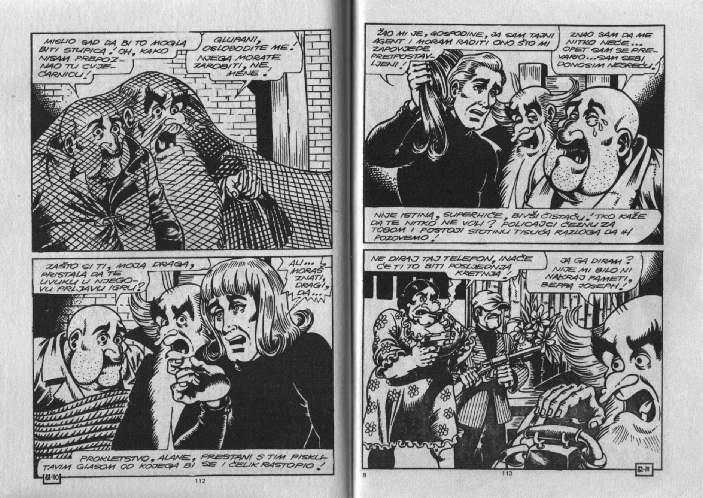 MISLIO SAD DA BI TO MOGLA
BITI STUPICA! OH, KAKO
NISAM PREPOZ-
NAO TU CVJE-
ĆARNICU!
GLUPANI,
OSLOBODITE ME!
NJEGA MORATE
ZAROBITI, NE
MENE!
ZAŠTO SI TI, MOJA DRAGA,
PRISTALA DA TE
UVUKU U NJEGO-
VU PRLJAVU IGRU?
ALI...
MORAŠ
ZNATI,
DRAGI,
DA...
PROKLETSTVO, ALANE, PRESTANI S TIM PISKU-
TAVIM GLASOM OD KOJEGA BI SE I ČELIK RASTOPIO!
112
ŽAO MI JE, GOSPODINE, JA SAM TAJNI
AGENT I MORAM RADITI ONO ŠTO MI
ZAPOVJEDE
PRETPOSTAV-
LJENI!
ZNAO SAM DA ME
NITKO NEĆE...
OPET SAM SE PRE-
VARIO...SAM SEBI
DONOSIM NESREĆU!
NIJE ISTINA, SUPERHIĆE, BIVŠI ČISTAČU! TKO KAŽE
DA TE NITKO NE VOLI? POLICAJCI ČEZNU ZA
TOBOM I POSTOJI STOTINU TISUĆA RAZLOGA DA IH
POZOVEMO!
NE DIRAJ TAJ TELEFON, INAČE
ĆE TI TO BITI POSLJEDNJA
KRETNJA!
JA GA DIRAM?
NIJE MI BILO NI
NAKRAJ PAMETI,
BEPPA JOSEPH!
113